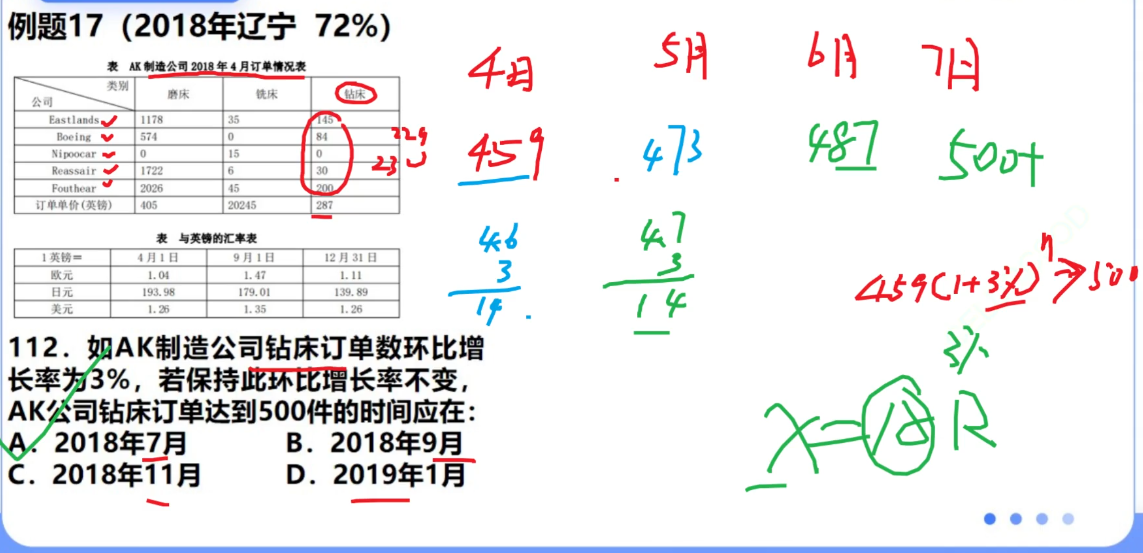 例题17（2018年辽宁 72%）
表 AK制造公司2018年4月订单情况表
类别 磨床 铣床 钻床
公司
Eastlands 1178 35 145
Boeing 574 0 84
Nipoocar 0 15 0
Reassair 1722 6 30
Fouthear 2026 45 200
订单单价(英镑) 405 20245 287
229
230
4月 5月 6月 7月
459 473 487 500+
4.6 4.7
3 3
14 14
459(1+3%)ⁿ→500
3%
X=10R
表 与英镑的汇率表
1英镑= 4月1日 9月1日 12月31日
欧元 1.04 1.47 1.11
日元 193.98 179.01 139.89
美元 1.26 1.35 1.26
112．如AK制造公司钻床订单数环比增
长率为3%，若保持此环比增长率不变，
AK公司钻床订单达到500件的时间应在：
A．2018年7月 B．2018年9月
C．2018年11月 D．2019年1月